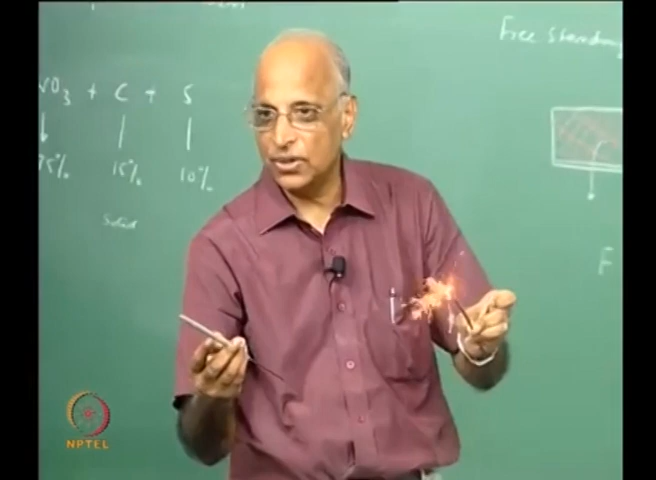 Free Standing
NO3 + C + S
75% 15% 10%
Solid
F
NPTEL